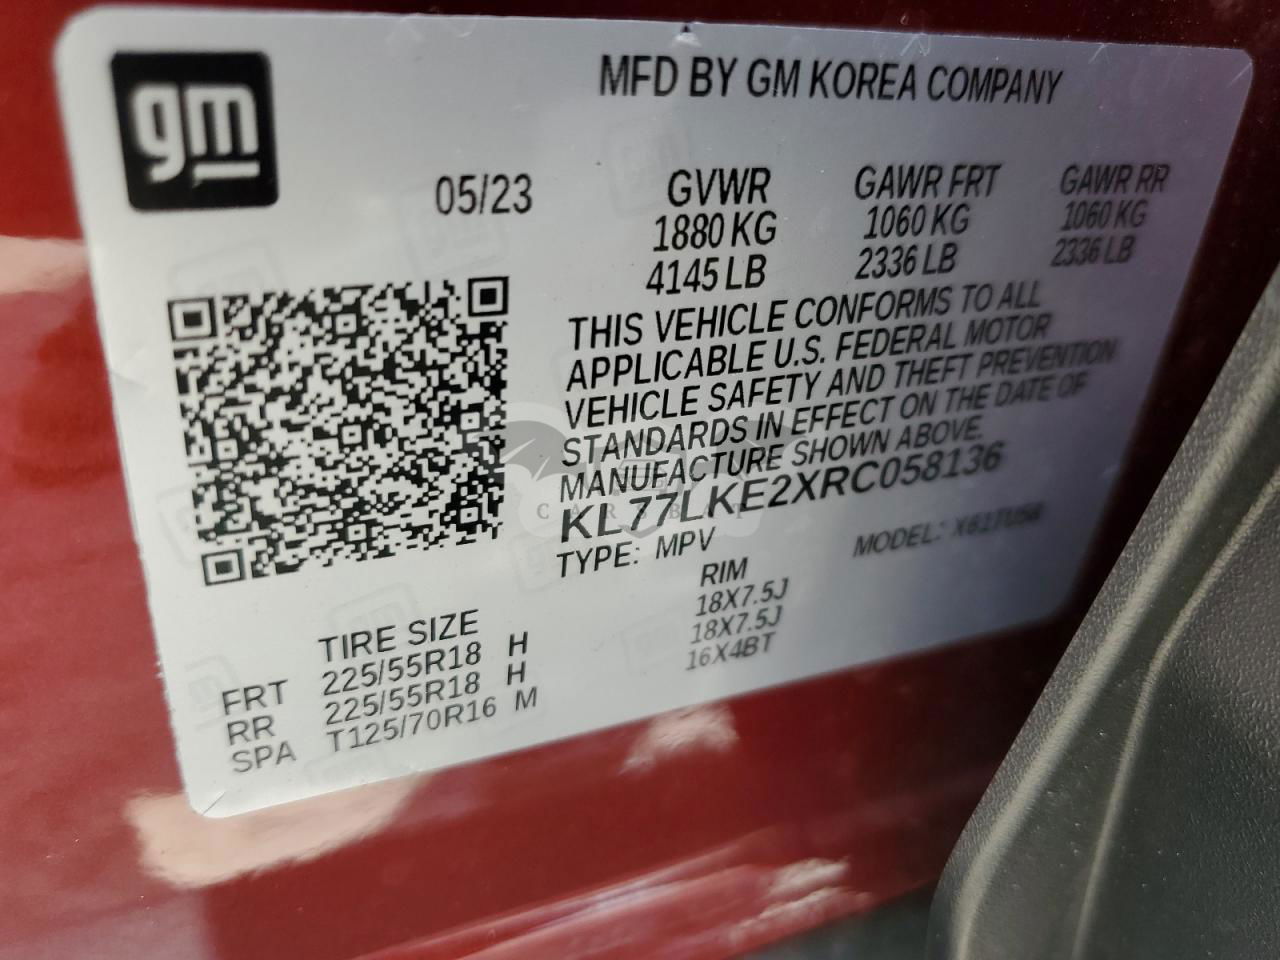 gm
MFD BY GM KOREA COMPANY
05/23
GVWR GAWR FRT GAWR RR
1880 KG 1060 KG 1060 KG
4145 LB 2336 LB 2336 LB
THIS VEHICLE CONFORMS TO ALL
APPLICABLE U.S. FEDERAL MOTOR
VEHICLE SAFETY AND THEFT PREVENTION
STANDARDS IN EFFECT ON THE DATE OF
MANUFACTURE SHOWN ABOVE.
KL77LKE2XRC058136
TYPE: MPV MODEL:
TIRE SIZE RIM
FRT 225/55R18 H 18X7.5J
RR 225/55R18 H 18X7.5J
SPA T125/70R16 M 16X4BT